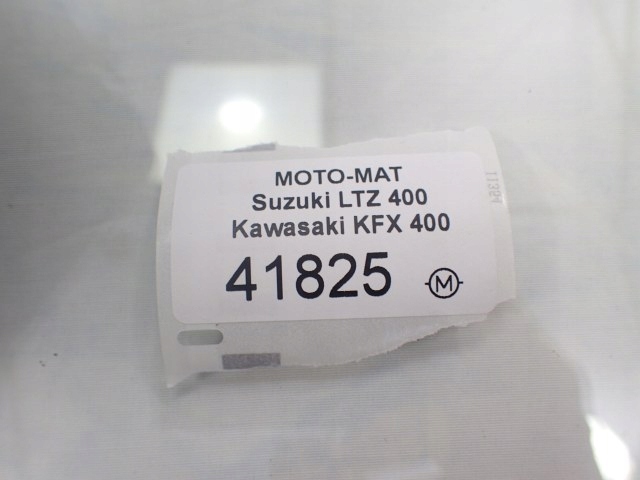 MOTO-MAT
Suzuki LTZ 400
Kawasaki KFX 400
41825 M